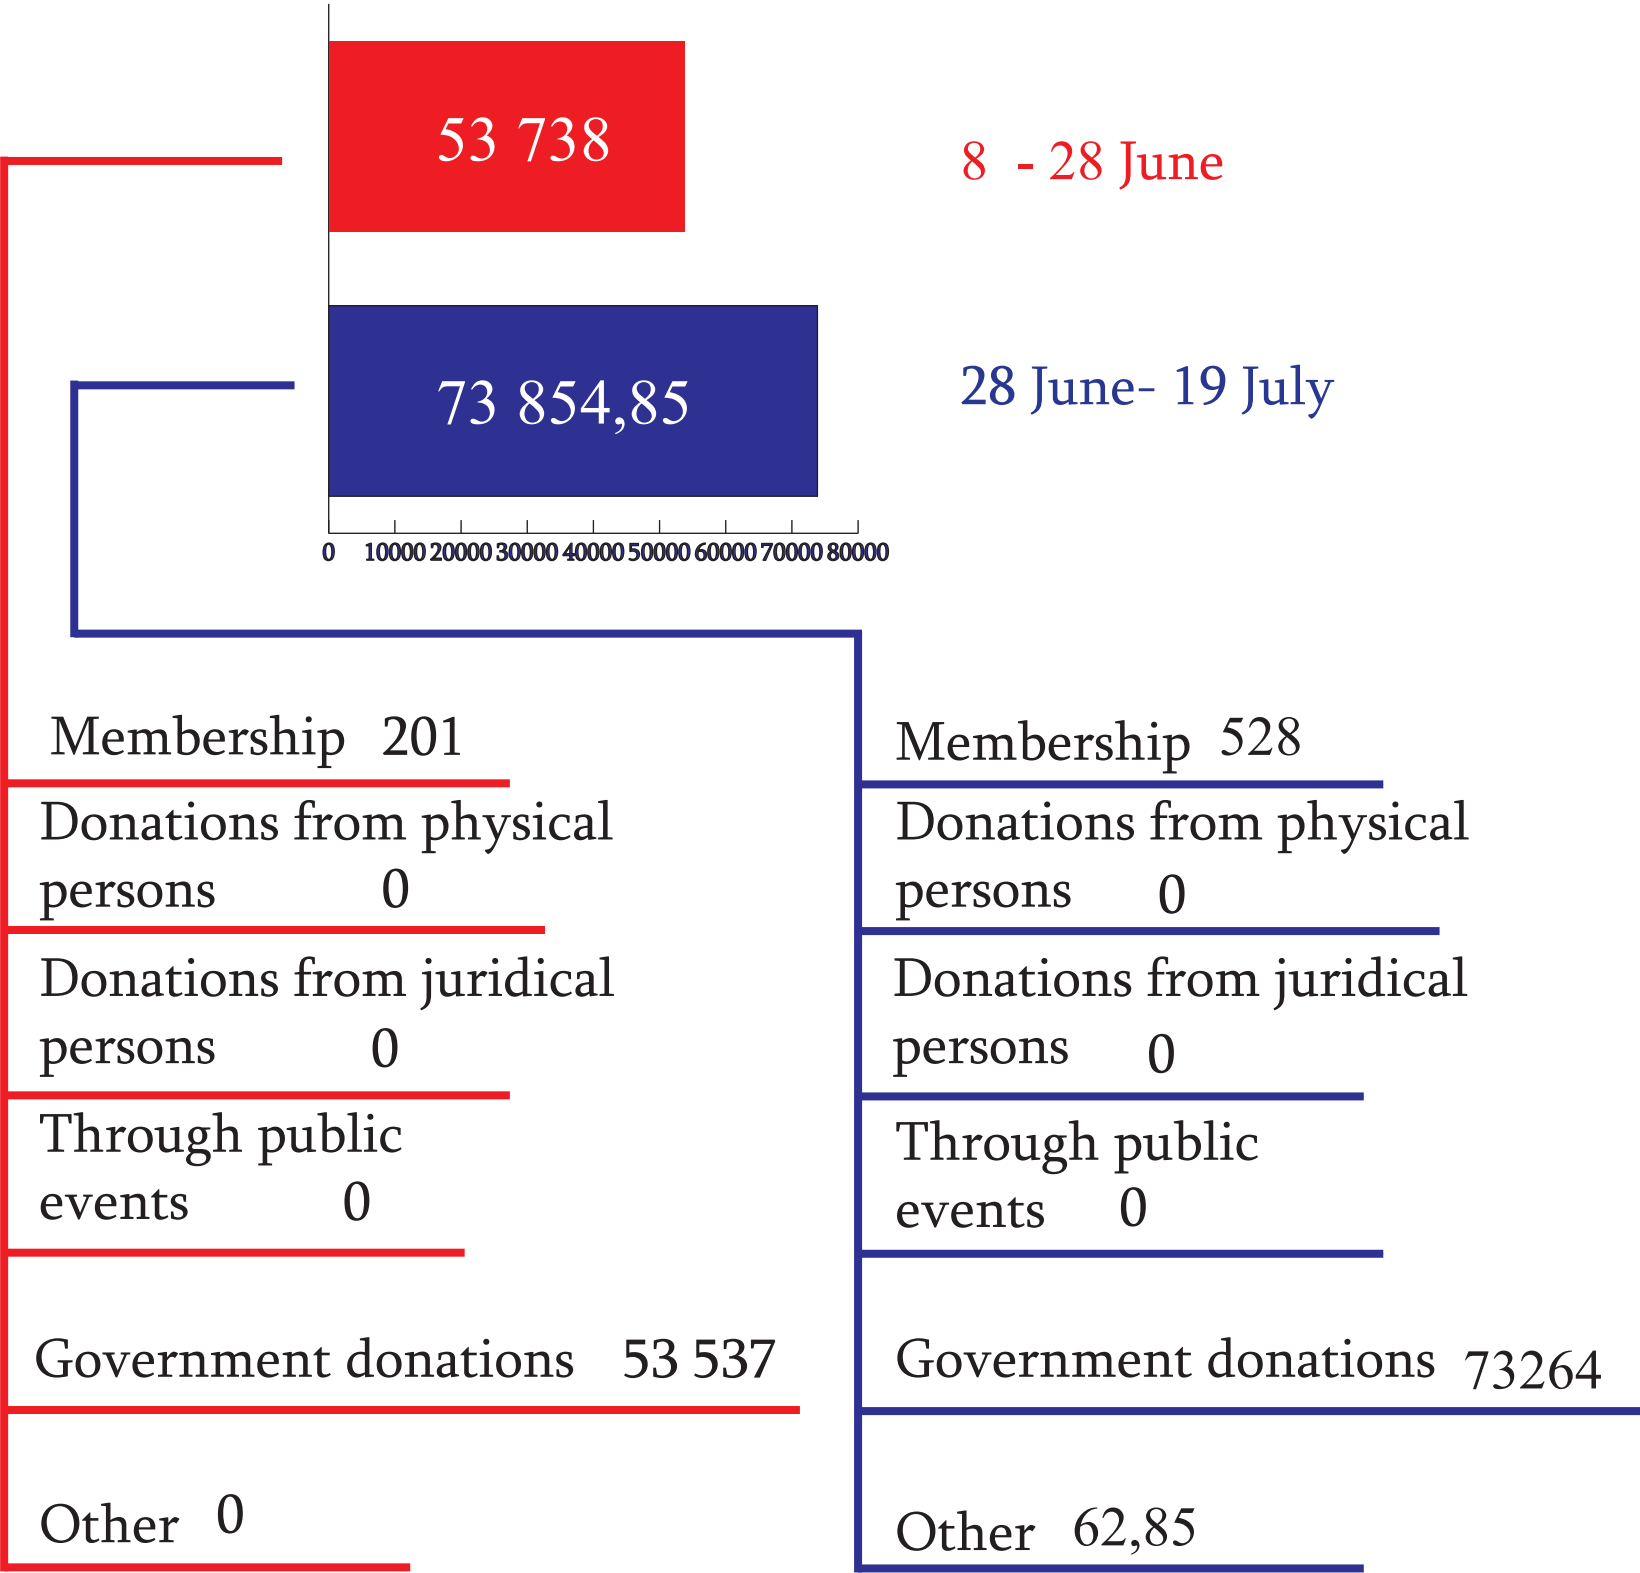 53 738
8 - 28 June
73 854,85
28 June- 19 July
0 10000 20000 30000 40000 50000 60000 70000 80000
Membership 201
Donations from physical
persons 0
Donations from juridical
persons 0
Through public
events 0
Government donations 53 537
Other 0
Membership 528
Donations from physical
persons 0
Donations from juridical
persons 0
Through public
events 0
Government donations 73264
Other 62,85